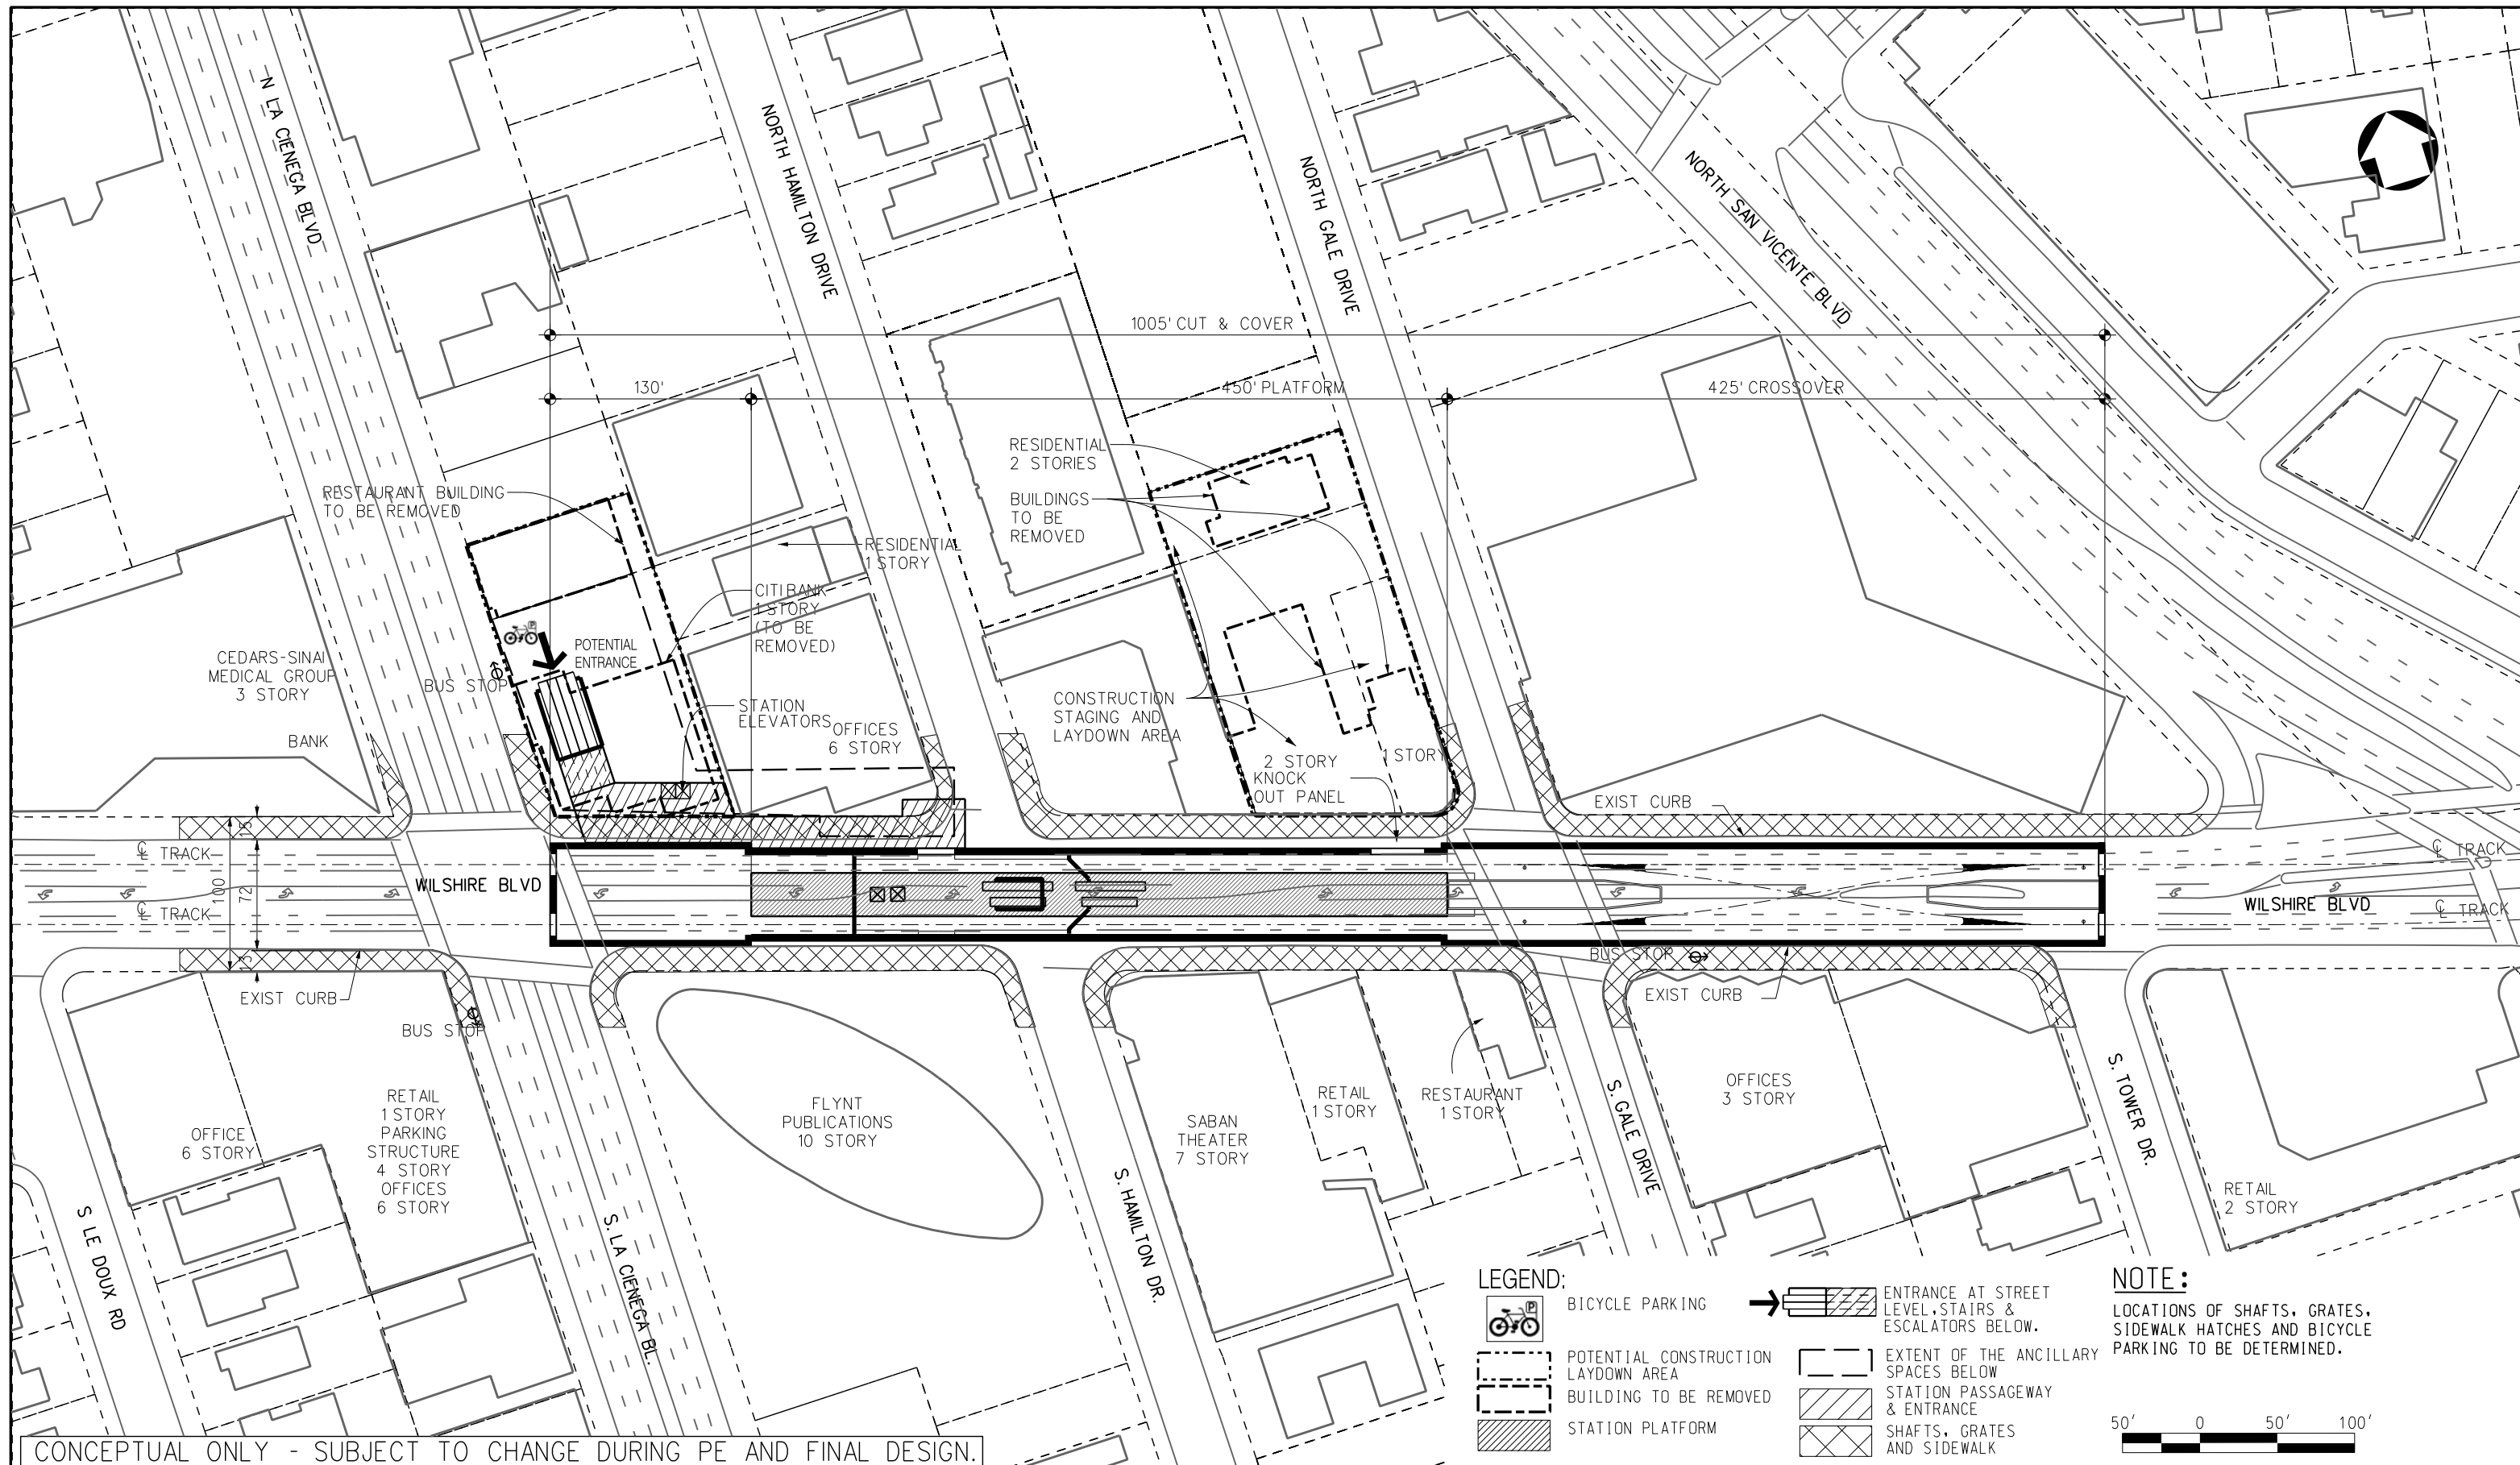 N LA CIENEGA BLVD
NORTH HAMILTON DRIVE
NORTH GALE DRIVE
NORTH SAN VICENTE BLVD
1005' CUT & COVER
130'
450' PLATFORM
425' CROSSOVER
RESTAURANT BUILDING
TO BE REMOVED
RESIDENTIAL
2 STORIES
BUILDINGS
TO BE
REMOVED
RESIDENTIAL
1 STORY
CITIBANK
1 STORY
(TO BE
REMOVED)
P
POTENTIAL
ENTRANCE
BUS STOP
CEDARS-SINAI
MEDICAL GROUP
3 STORY
BANK
STATION
ELEVATORS
OFFICES
6 STORY
CONSTRUCTION
STAGING AND
LAYDOWN AREA
2 STORY
1 STORY
KNOCK
OUT PANEL
EXIST CURB
15
100
72
13
℄ TRACK
℄ TRACK
WILSHIRE BLVD
WILSHIRE BLVD
℄ TRACK
℄ TRACK
EXIST CURB
BUS STOP
BUS STOP
EXIST CURB
OFFICE
6 STORY
RETAIL
1 STORY
PARKING
STRUCTURE
4 STORY
OFFICES
6 STORY
FLYNT
PUBLICATIONS
10 STORY
SABAN
THEATER
7 STORY
RETAIL
1 STORY
RESTAURANT
1 STORY
OFFICES
3 STORY
RETAIL
2 STORY
S LE DOUX RD
S. LA CIENEGA BL.
S. HAMILTON DR.
S. GALE DRIVE
S. TOWER DR.
LEGEND:
P
BICYCLE PARKING
POTENTIAL CONSTRUCTION
LAYDOWN AREA
BUILDING TO BE REMOVED
STATION PLATFORM
ENTRANCE AT STREET
LEVEL, STAIRS &
ESCALATORS BELOW.
EXTENT OF THE ANCILLARY
SPACES BELOW
STATION PASSAGEWAY
& ENTRANCE
SHAFTS, GRATES
AND SIDEWALK
NOTE:
LOCATIONS OF SHAFTS, GRATES,
SIDEWALK HATCHES AND BICYCLE
PARKING TO BE DETERMINED.
50' 0 50' 100'
CONCEPTUAL ONLY - SUBJECT TO CHANGE DURING PE AND FINAL DESIGN.